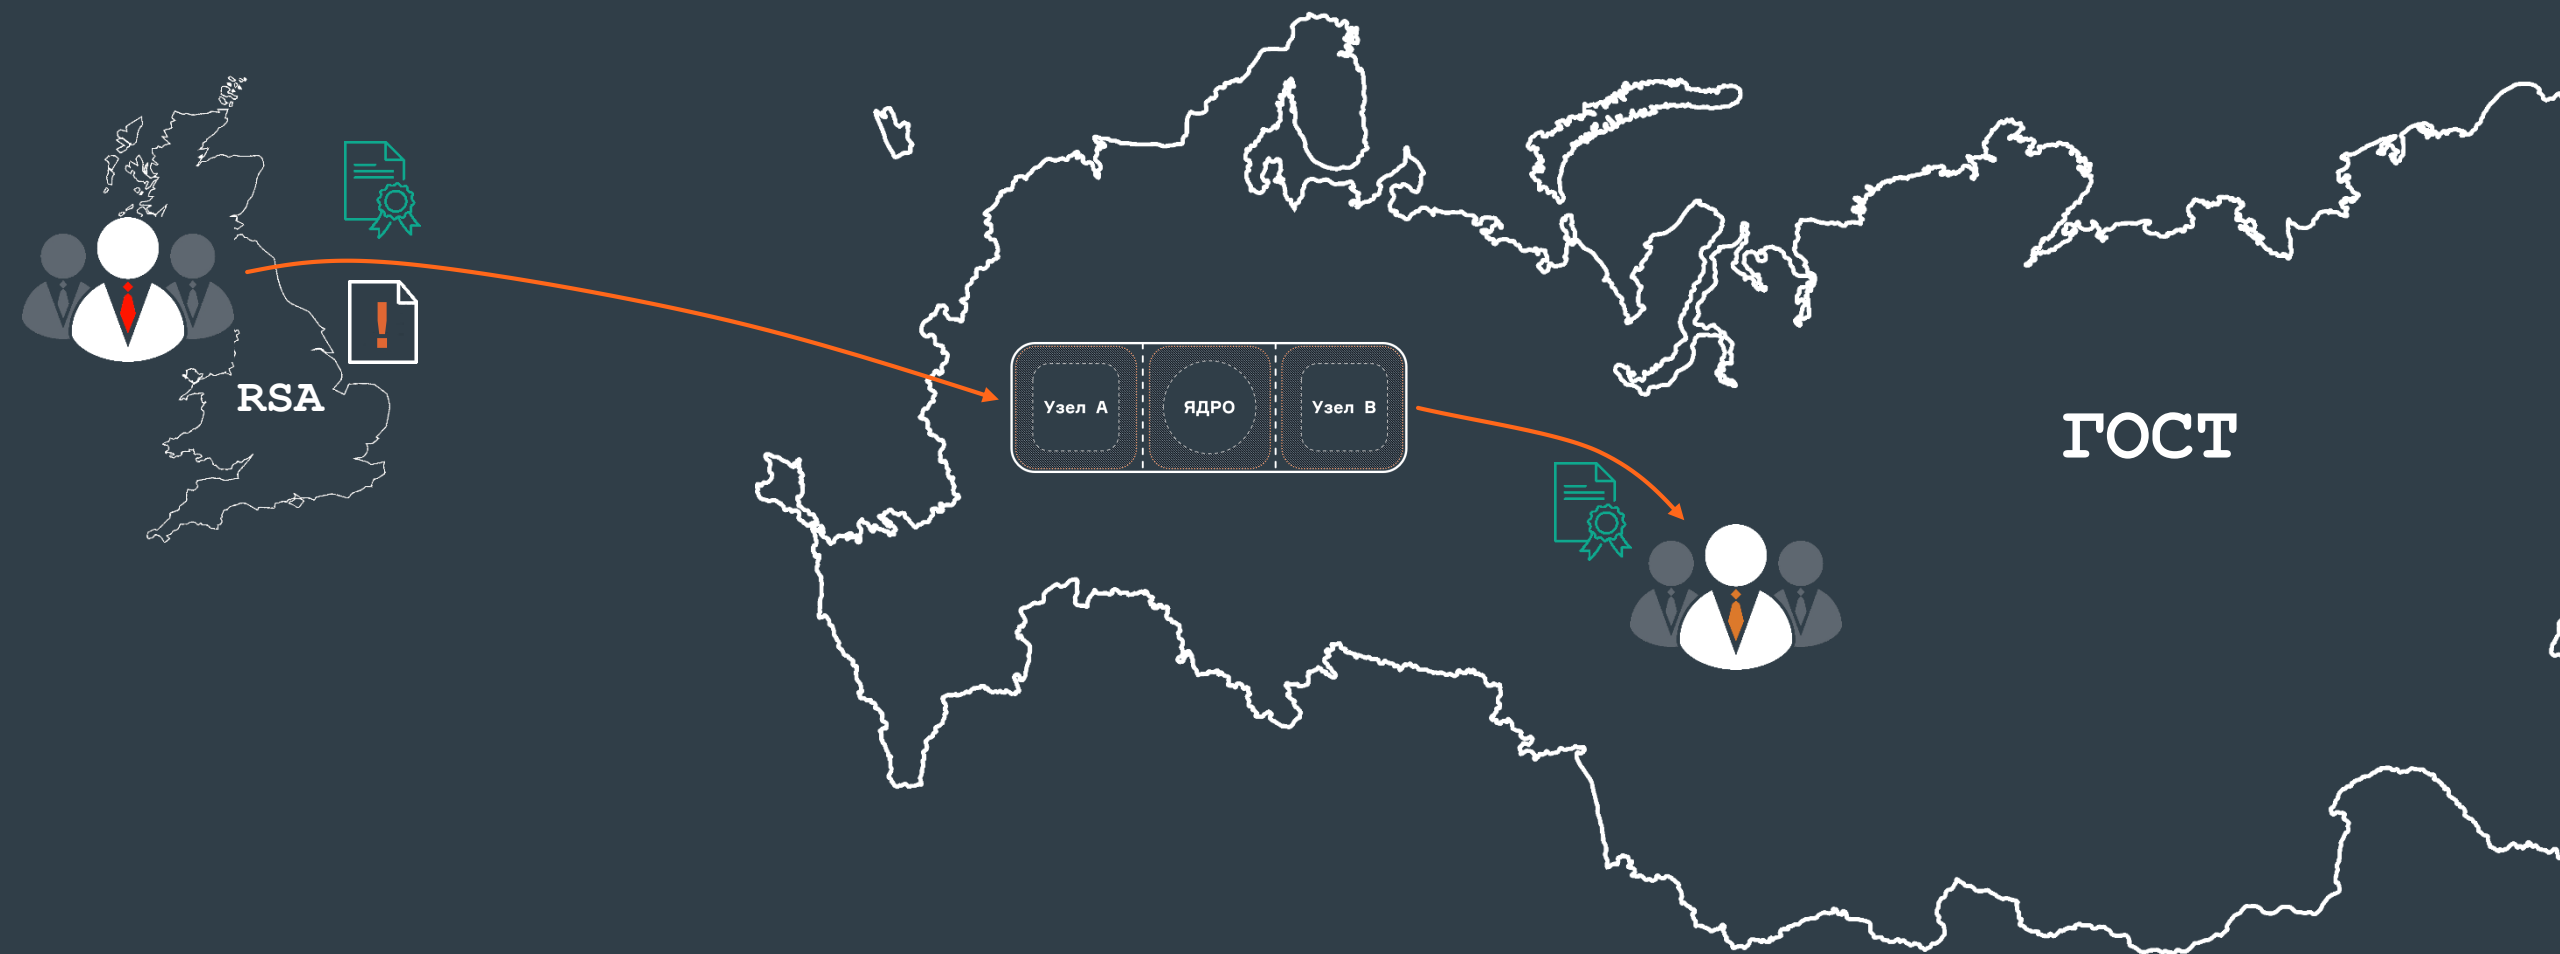 RSA
Узел А
ЯДРО
Узел В
ГОСТ
!